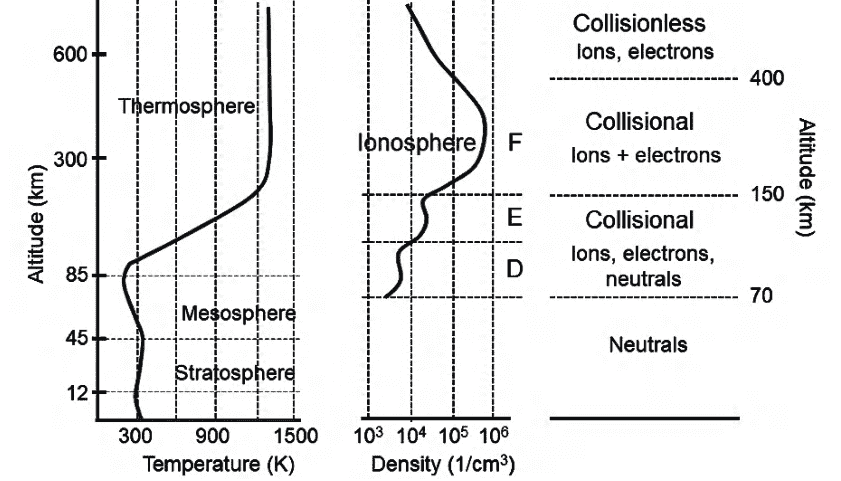 600
300
85
45
12
Altitude (km)
Thermosphere
Mesosphere
Stratosphere
300 900 1500
Temperature (K)
Ionosphere
F
E
D
10³ 10⁴ 10⁵ 10⁶
Density (1/cm³)
Collisionless
Ions, electrons
400
Collisional
Ions + electrons
150
Collisional
Ions, electrons,
neutrals
70
Neutrals
Altitude (km)